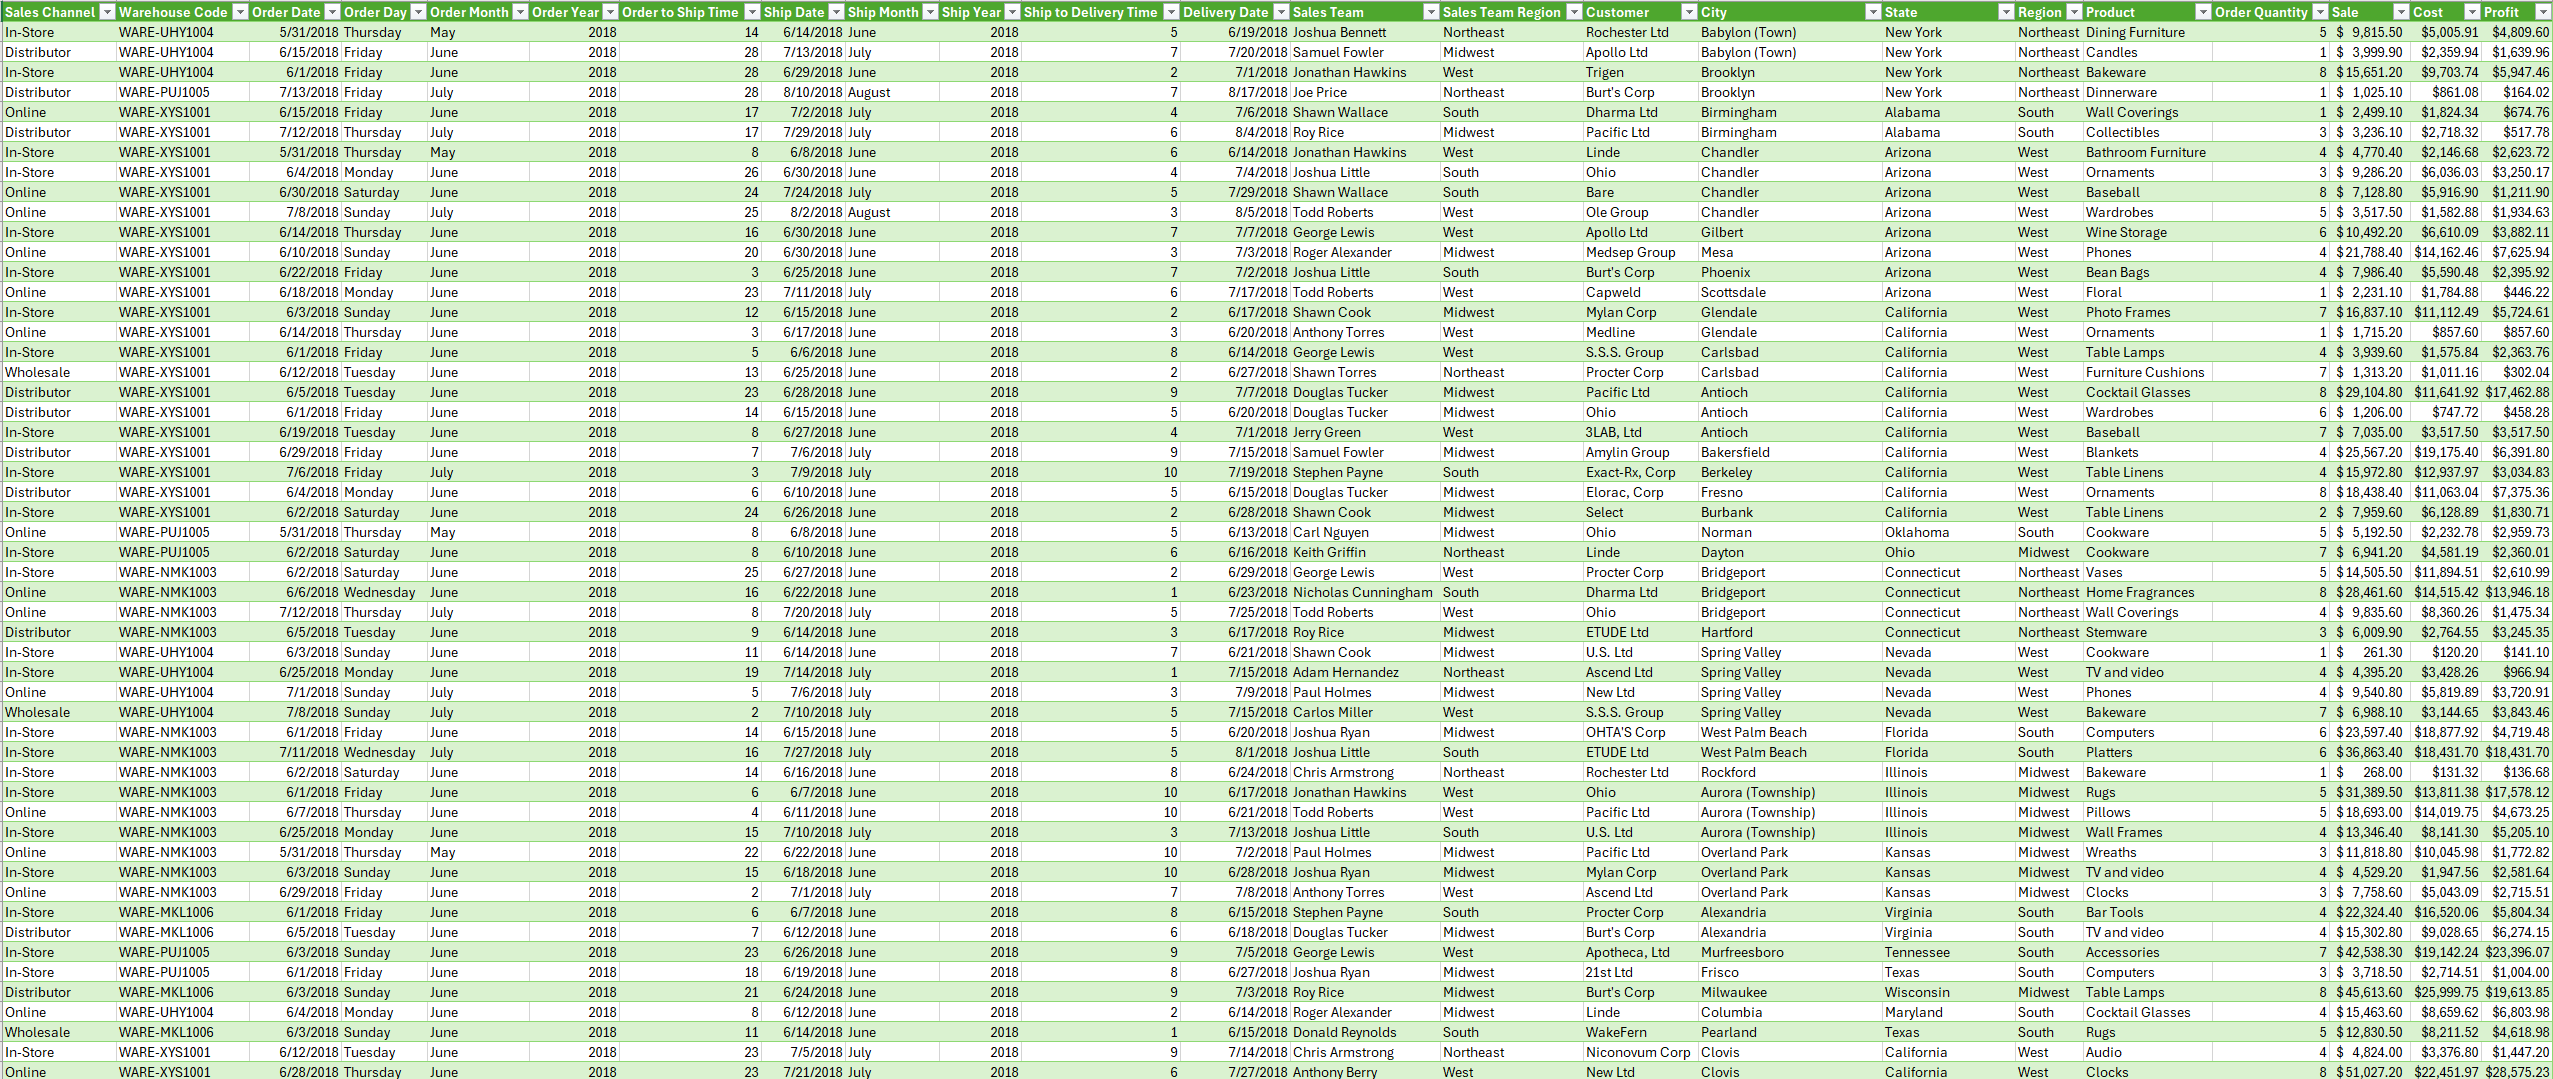 Sales Channel Warehouse Code Order Date Order Day Order Month Order Year Order to Ship Time Ship Date Ship Month Ship Year Ship to Delivery Time Delivery Date Sales Team Sales Team Region Customer City State Region Product Order Quantity Sale Cost Profit
In-Store WARE-UHY1004 5/31/2018 Thursday May 2018 14 6/14/2018 June 2018 5 6/19/2018 Joshua Bennett Northeast Rochester Ltd Babylon (Town) New York Northeast Dining Furniture 5 $ 9,815.50 $5,005.91 $4,809.60
Distributor WARE-UHY1004 6/15/2018 Friday June 2018 28 7/13/2018 July 2018 7 7/20/2018 Samuel Fowler Midwest Apollo Ltd Babylon (Town) New York Northeast Candles 1 $ 3,999.90 $2,359.94 $1,639.96
In-Store WARE-UHY1004 6/1/2018 Friday June 2018 28 6/29/2018 June 2018 2 7/1/2018 Jonathan Hawkins West Trigen Brooklyn New York Northeast Bakeware 8 $ 15,651.20 $9,703.74 $5,947.46
Distributor WARE-PUJ1005 7/13/2018 Friday July 2018 28 8/10/2018 August 2018 7 8/17/2018 Joe Price Northeast Burt's Corp Brooklyn New York Northeast Dinnerware 1 $ 1,025.10 $861.08 $164.02
Online WARE-XYS1001 6/15/2018 Friday June 2018 17 7/2/2018 July 2018 4 7/6/2018 Shawn Wallace South Dharma Ltd Birmingham Alabama South Wall Coverings 1 $ 2,499.10 $1,824.34 $674.76
Distributor WARE-XYS1001 7/12/2018 Thursday July 2018 17 7/29/2018 July 2018 6 8/4/2018 Roy Rice Midwest Pacific Ltd Birmingham Alabama South Collectibles 3 $ 3,236.10 $2,718.32 $517.78
In-Store WARE-XYS1001 5/31/2018 Thursday May 2018 8 6/8/2018 June 2018 6 6/14/2018 Jonathan Hawkins West Linde Chandler Arizona West Bathroom Furniture 4 $ 4,770.40 $2,146.68 $2,623.72
In-Store WARE-XYS1001 6/4/2018 Monday June 2018 26 6/30/2018 June 2018 4 7/4/2018 Joshua Little South Ohio Chandler Arizona West Ornaments 3 $ 9,286.20 $6,036.03 $3,250.17
Online WARE-XYS1001 6/30/2018 Saturday June 2018 24 7/24/2018 July 2018 5 7/29/2018 Shawn Wallace South Bare Chandler Arizona West Baseball 8 $ 7,128.80 $5,916.90 $1,211.90
Online WARE-XYS1001 7/8/2018 Sunday July 2018 25 8/2/2018 August 2018 3 8/5/2018 Todd Roberts West Ole Group Chandler Arizona West Wardrobes 5 $ 3,517.50 $1,582.88 $1,934.63
In-Store WARE-XYS1001 6/14/2018 Thursday June 2018 16 6/30/2018 June 2018 7 7/7/2018 George Lewis West Apollo Ltd Gilbert Arizona West Wine Storage 6 $ 10,492.20 $6,610.09 $3,882.11
Online WARE-XYS1001 6/10/2018 Sunday June 2018 20 6/30/2018 June 2018 3 7/3/2018 Roger Alexander Midwest Medsep Group Mesa Arizona West Phones 4 $ 21,788.40 $14,162.46 $7,625.94
In-Store WARE-XYS1001 6/22/2018 Friday June 2018 3 6/25/2018 June 2018 7 7/2/2018 Joshua Little South Burt's Corp Phoenix Arizona West Bean Bags 4 $ 7,986.40 $5,590.48 $2,395.92
Online WARE-XYS1001 6/18/2018 Monday June 2018 23 7/11/2018 July 2018 6 7/17/2018 Todd Roberts West Capweld Scottsdale Arizona West Floral 1 $ 2,231.10 $1,784.88 $446.22
In-Store WARE-XYS1001 6/3/2018 Sunday June 2018 12 6/15/2018 June 2018 2 6/17/2018 Shawn Cook Midwest Mylan Corp Glendale California West Photo Frames 7 $ 16,837.10 $11,112.49 $5,724.61
Online WARE-XYS1001 6/14/2018 Thursday June 2018 3 6/17/2018 June 2018 3 6/20/2018 Anthony Torres West Medline Glendale California West Ornaments 1 $ 1,715.20 $857.60 $857.60
In-Store WARE-XYS1001 6/1/2018 Friday June 2018 5 6/6/2018 June 2018 8 6/14/2018 George Lewis West S.S.S. Group Carlsbad California West Table Lamps 4 $ 3,939.60 $1,575.84 $2,363.76
Wholesale WARE-XYS1001 6/12/2018 Tuesday June 2018 13 6/25/2018 June 2018 2 6/27/2018 Shawn Torres Northeast Procter Corp Carlsbad California West Furniture Cushions 7 $ 1,313.20 $1,011.16 $302.04
Distributor WARE-XYS1001 6/5/2018 Tuesday June 2018 23 6/28/2018 June 2018 9 7/7/2018 Douglas Tucker Midwest Pacific Ltd Antioch California West Cocktail Glasses 8 $ 29,104.80 $11,641.92 $17,462.88
Distributor WARE-XYS1001 6/1/2018 Friday June 2018 14 6/15/2018 June 2018 5 6/20/2018 Douglas Tucker Midwest Ohio Antioch California West Wardrobes 6 $ 1,206.00 $747.72 $458.28
In-Store WARE-XYS1001 6/19/2018 Tuesday June 2018 8 6/27/2018 June 2018 4 7/1/2018 Jerry Green West 3LAB, Ltd Antioch California West Baseball 7 $ 7,035.00 $3,517.50 $3,517.50
Distributor WARE-XYS1001 6/29/2018 Friday June 2018 7 7/6/2018 July 2018 9 7/15/2018 Samuel Fowler Midwest Amylin Group Bakersfield California West Blankets 4 $ 25,567.20 $19,175.40 $6,391.80
In-Store WARE-XYS1001 7/6/2018 Friday July 2018 3 7/9/2018 July 2018 10 7/19/2018 Stephen Payne South Exact-Rx, Corp Berkeley California West Table Linens 4 $ 15,972.80 $12,937.97 $3,034.83
Distributor WARE-XYS1001 6/4/2018 Monday June 2018 6 6/10/2018 June 2018 5 6/15/2018 Douglas Tucker Midwest Elorac, Corp Fresno California West Ornaments 8 $ 18,438.40 $11,063.04 $7,375.36
In-Store WARE-XYS1001 6/2/2018 Saturday June 2018 24 6/26/2018 June 2018 2 6/28/2018 Shawn Cook Midwest Select Burbank California West Table Linens 2 $ 7,959.60 $6,128.89 $1,830.71
Online WARE-PUJ1005 5/31/2018 Thursday May 2018 8 6/8/2018 June 2018 5 6/13/2018 Carl Nguyen Midwest Ohio Norman Oklahoma South Cookware 5 $ 5,192.50 $2,232.78 $2,959.73
In-Store WARE-PUJ1005 6/2/2018 Saturday June 2018 8 6/10/2018 June 2018 6 6/16/2018 Keith Griffin Northeast Linde Dayton Ohio Midwest Cookware 7 $ 6,941.20 $4,581.19 $2,360.01
In-Store WARE-NMK1003 6/2/2018 Saturday June 2018 25 6/27/2018 June 2018 2 6/29/2018 George Lewis West Procter Corp Bridgeport Connecticut Northeast Vases 5 $ 14,505.50 $11,894.51 $2,610.99
Online WARE-NMK1003 6/6/2018 Wednesday June 2018 16 6/22/2018 June 2018 1 6/23/2018 Nicholas Cunningham South Dharma Ltd Bridgeport Connecticut Northeast Home Fragrances 8 $ 28,461.60 $14,515.42 $13,946.18
Online WARE-NMK1003 7/12/2018 Thursday July 2018 8 7/20/2018 July 2018 5 7/25/2018 Todd Roberts West Ohio Bridgeport Connecticut Northeast Wall Coverings 4 $ 9,835.60 $8,360.26 $1,475.34
Distributor WARE-NMK1003 6/5/2018 Tuesday June 2018 9 6/14/2018 June 2018 3 6/17/2018 Roy Rice Midwest ETUDE Ltd Hartford Connecticut Northeast Stemware 3 $ 6,009.90 $2,764.55 $3,245.35
In-Store WARE-UHY1004 6/3/2018 Sunday June 2018 11 6/14/2018 June 2018 7 6/21/2018 Shawn Cook Midwest U.S. Ltd Spring Valley Nevada West Cookware 1 $ 261.30 $120.20 $141.10
In-Store WARE-UHY1004 6/25/2018 Monday June 2018 19 7/14/2018 July 2018 1 7/15/2018 Adam Hernandez Northeast Ascend Ltd Spring Valley Nevada West TV and video 4 $ 4,395.20 $3,428.26 $966.94
Online WARE-UHY1004 7/1/2018 Sunday July 2018 5 7/6/2018 July 2018 3 7/9/2018 Paul Holmes Midwest New Ltd Spring Valley Nevada West Phones 4 $ 9,540.80 $5,819.89 $3,720.91
Wholesale WARE-UHY1004 7/8/2018 Sunday July 2018 2 7/10/2018 July 2018 5 7/15/2018 Carlos Miller West S.S.S. Group Spring Valley Nevada West Bakeware 7 $ 6,988.10 $3,144.65 $3,843.46
In-Store WARE-NMK1003 6/1/2018 Friday June 2018 14 6/15/2018 June 2018 5 6/20/2018 Joshua Ryan Midwest OHTA'S Corp West Palm Beach Florida South Computers 6 $ 23,597.40 $18,877.92 $4,719.48
In-Store WARE-NMK1003 7/11/2018 Wednesday July 2018 16 7/27/2018 July 2018 5 8/1/2018 Joshua Little South ETUDE Ltd West Palm Beach Florida South Platters 6 $ 36,863.40 $18,431.70 $18,431.70
In-Store WARE-NMK1003 6/2/2018 Saturday June 2018 14 6/16/2018 June 2018 8 6/24/2018 Chris Armstrong Northeast Rochester Ltd Rockford Illinois Midwest Bakeware 1 $ 268.00 $131.32 $136.68
In-Store WARE-NMK1003 6/1/2018 Friday June 2018 6 6/7/2018 June 2018 10 6/17/2018 Jonathan Hawkins West Ohio Aurora (Township) Illinois Midwest Rugs 5 $ 31,389.50 $13,811.38 $17,578.12
Online WARE-NMK1003 6/7/2018 Thursday June 2018 4 6/11/2018 June 2018 10 6/21/2018 Todd Roberts West Pacific Ltd Aurora (Township) Illinois Midwest Pillows 5 $ 18,693.00 $14,019.75 $4,673.25
In-Store WARE-NMK1003 6/25/2018 Monday June 2018 15 7/10/2018 July 2018 3 7/13/2018 Joshua Little South U.S. Ltd Aurora (Township) Illinois Midwest Wall Frames 4 $ 13,346.40 $8,141.30 $5,205.10
Online WARE-NMK1003 5/31/2018 Thursday May 2018 22 6/22/2018 June 2018 10 7/2/2018 Paul Holmes Midwest Pacific Ltd Overland Park Kansas Midwest Wreaths 3 $ 11,818.80 $10,045.98 $1,772.82
In-Store WARE-NMK1003 6/3/2018 Sunday June 2018 15 6/18/2018 June 2018 10 6/28/2018 Joshua Ryan Midwest Mylan Corp Overland Park Kansas Midwest TV and video 4 $ 4,529.20 $1,947.56 $2,581.64
Online WARE-NMK1003 6/29/2018 Friday June 2018 2 7/1/2018 July 2018 7 7/8/2018 Anthony Torres West Ascend Ltd Overland Park Kansas Midwest Clocks 3 $ 7,758.60 $5,043.09 $2,715.51
In-Store WARE-MKL1006 6/1/2018 Friday June 2018 6 6/7/2018 June 2018 8 6/15/2018 Stephen Payne South Procter Corp Alexandria Virginia South Bar Tools 4 $ 22,324.40 $16,520.06 $5,804.34
Distributor WARE-MKL1006 6/5/2018 Tuesday June 2018 7 6/12/2018 June 2018 6 6/18/2018 Douglas Tucker Midwest Burt's Corp Alexandria Virginia South TV and video 4 $ 15,302.80 $9,028.65 $6,274.15
In-Store WARE-PUJ1005 6/3/2018 Sunday June 2018 23 6/26/2018 June 2018 9 7/5/2018 George Lewis West Apotheca, Ltd Murfreesboro Tennessee South Accessories 7 $ 42,538.30 $19,142.24 $23,396.07
In-Store WARE-PUJ1005 6/1/2018 Friday June 2018 18 6/19/2018 June 2018 8 6/27/2018 Joshua Ryan Midwest 21st Ltd Frisco Texas South Computers 3 $ 3,718.50 $2,714.51 $1,004.00
Distributor WARE-MKL1006 6/3/2018 Sunday June 2018 21 6/24/2018 June 2018 9 7/3/2018 Roy Rice Midwest Burt's Corp Milwaukee Wisconsin Midwest Table Lamps 8 $ 45,613.60 $25,999.75 $19,613.85
Online WARE-UHY1004 6/4/2018 Monday June 2018 8 6/12/2018 June 2018 2 6/14/2018 Roger Alexander Midwest Linde Columbia Maryland South Cocktail Glasses 4 $ 15,463.60 $8,659.62 $6,803.98
Wholesale WARE-MKL1006 6/3/2018 Sunday June 2018 11 6/14/2018 June 2018 1 6/15/2018 Donald Reynolds South WakeFern Pearland Texas South Rugs 5 $ 12,830.50 $8,211.52 $4,618.98
In-Store WARE-XYS1001 6/12/2018 Tuesday June 2018 23 7/5/2018 July 2018 9 7/14/2018 Chris Armstrong Northeast Niconovum Corp Clovis California West Audio 4 $ 4,824.00 $3,376.80 $1,447.20
Online WARE-XYS1001 6/28/2018 Thursday June 2018 23 7/21/2018 July 2018 6 7/27/2018 Anthony Berry West New Ltd Clovis California West Clocks 8 $ 51,027.20 $22,451.97 $28,575.23